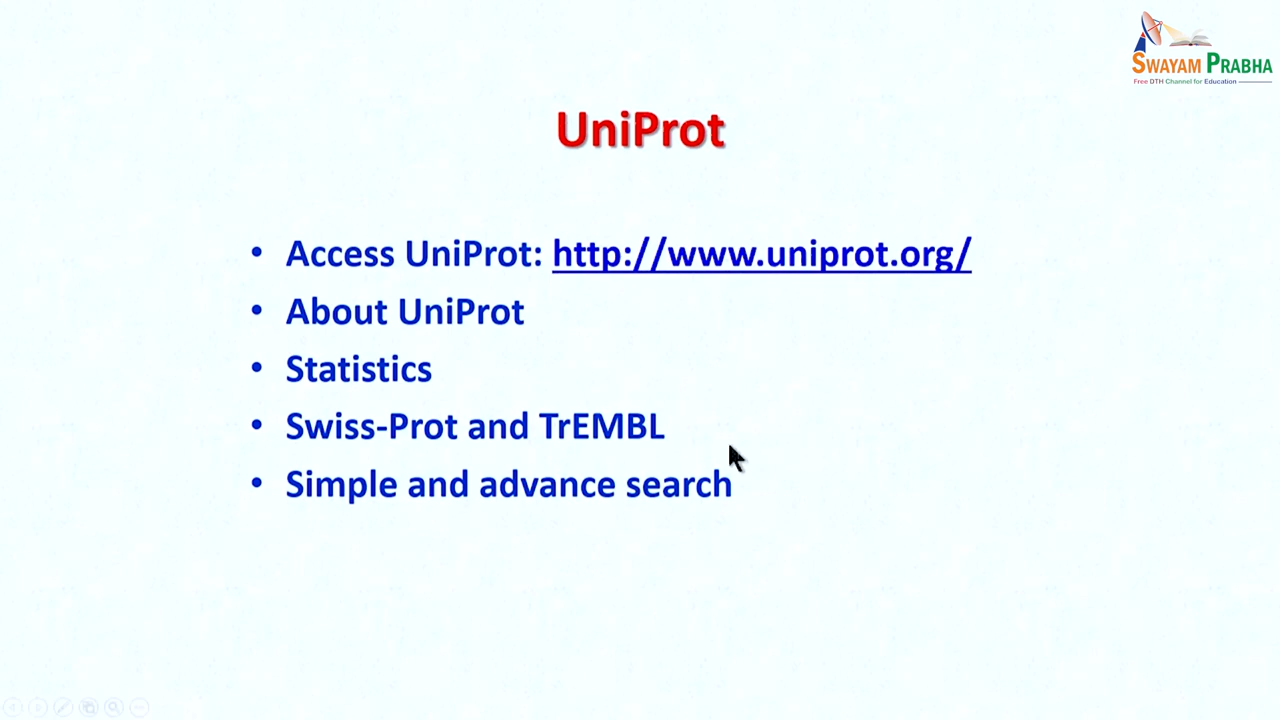 SWAYAM PRABHA
Free DTH Channel for Education
UniProt
• Access UniProt: http://www.uniprot.org/
• About UniProt
• Statistics
• Swiss-Prot and TrEMBL
• Simple and advance search